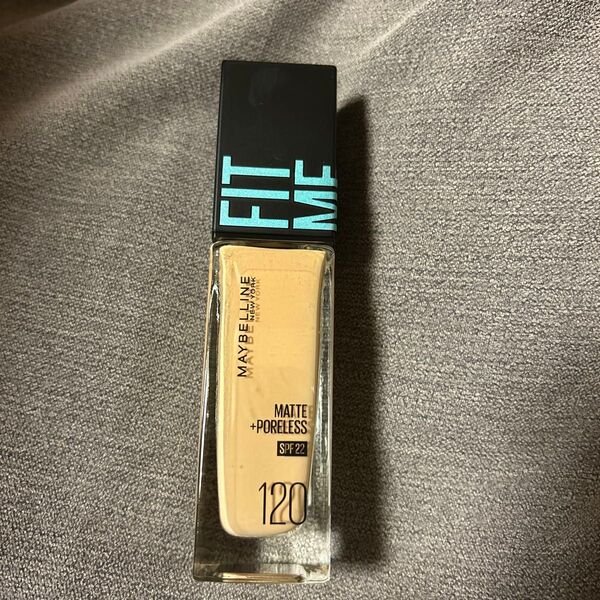 FIT
ME
MAYBELLINE
NEW YORK
MATTE
+PORELESS
SPF 22
120